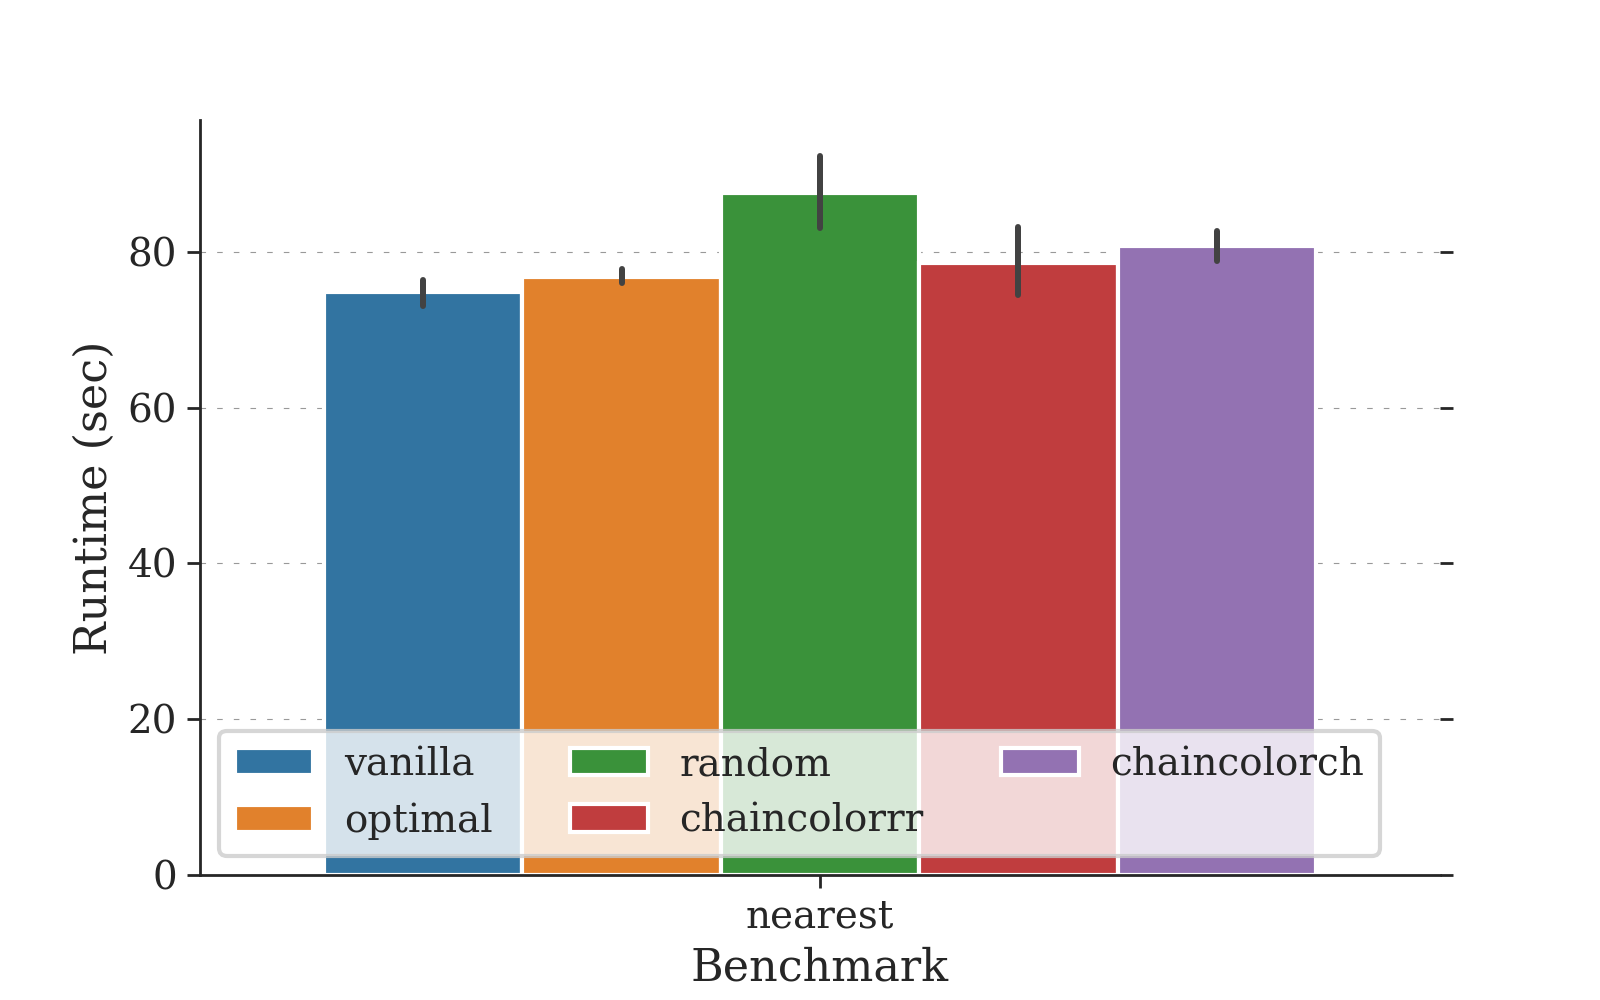 Runtime (sec)
80
60
40
20
0
vanilla
optimal
random
chaincolorrr
chaincolorch
nearest
Benchmark